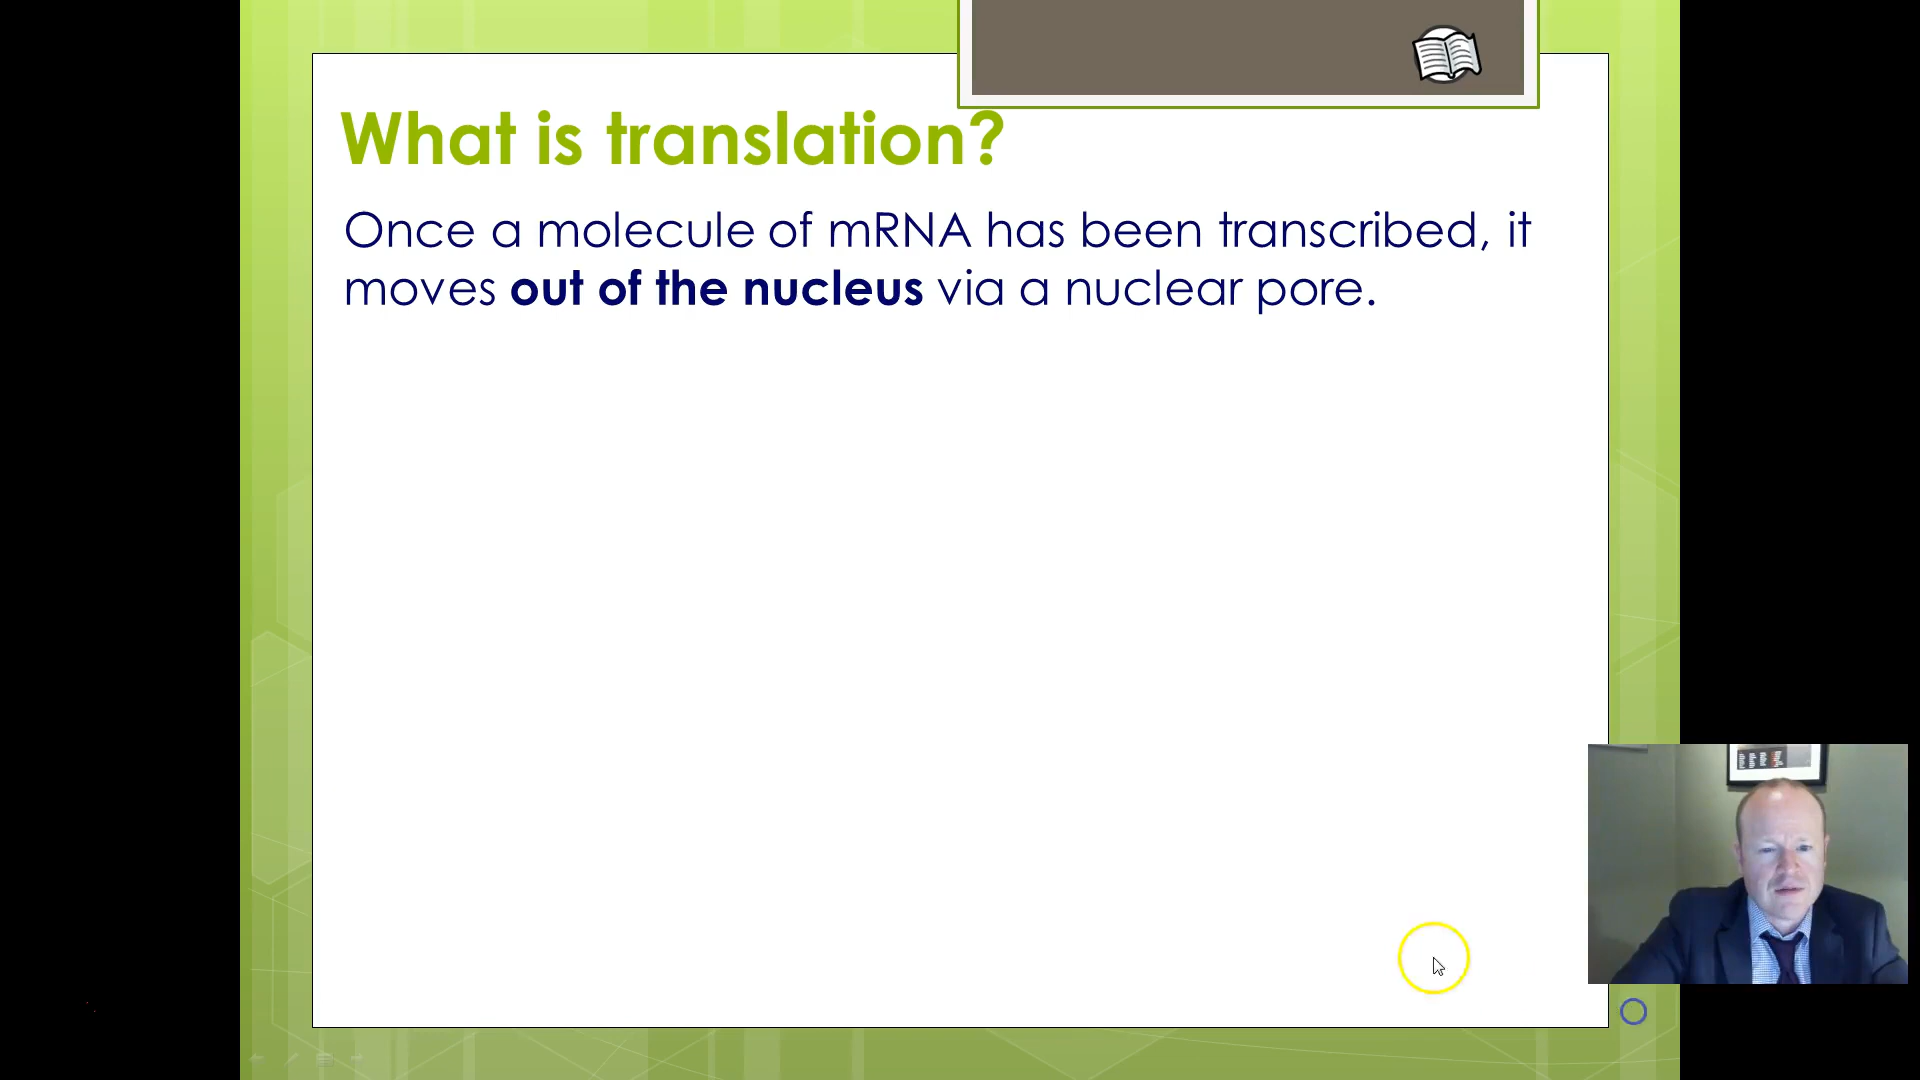 What is translation?
Once a molecule of mRNA has been transcribed, it
moves out of the nucleus via a nuclear pore.